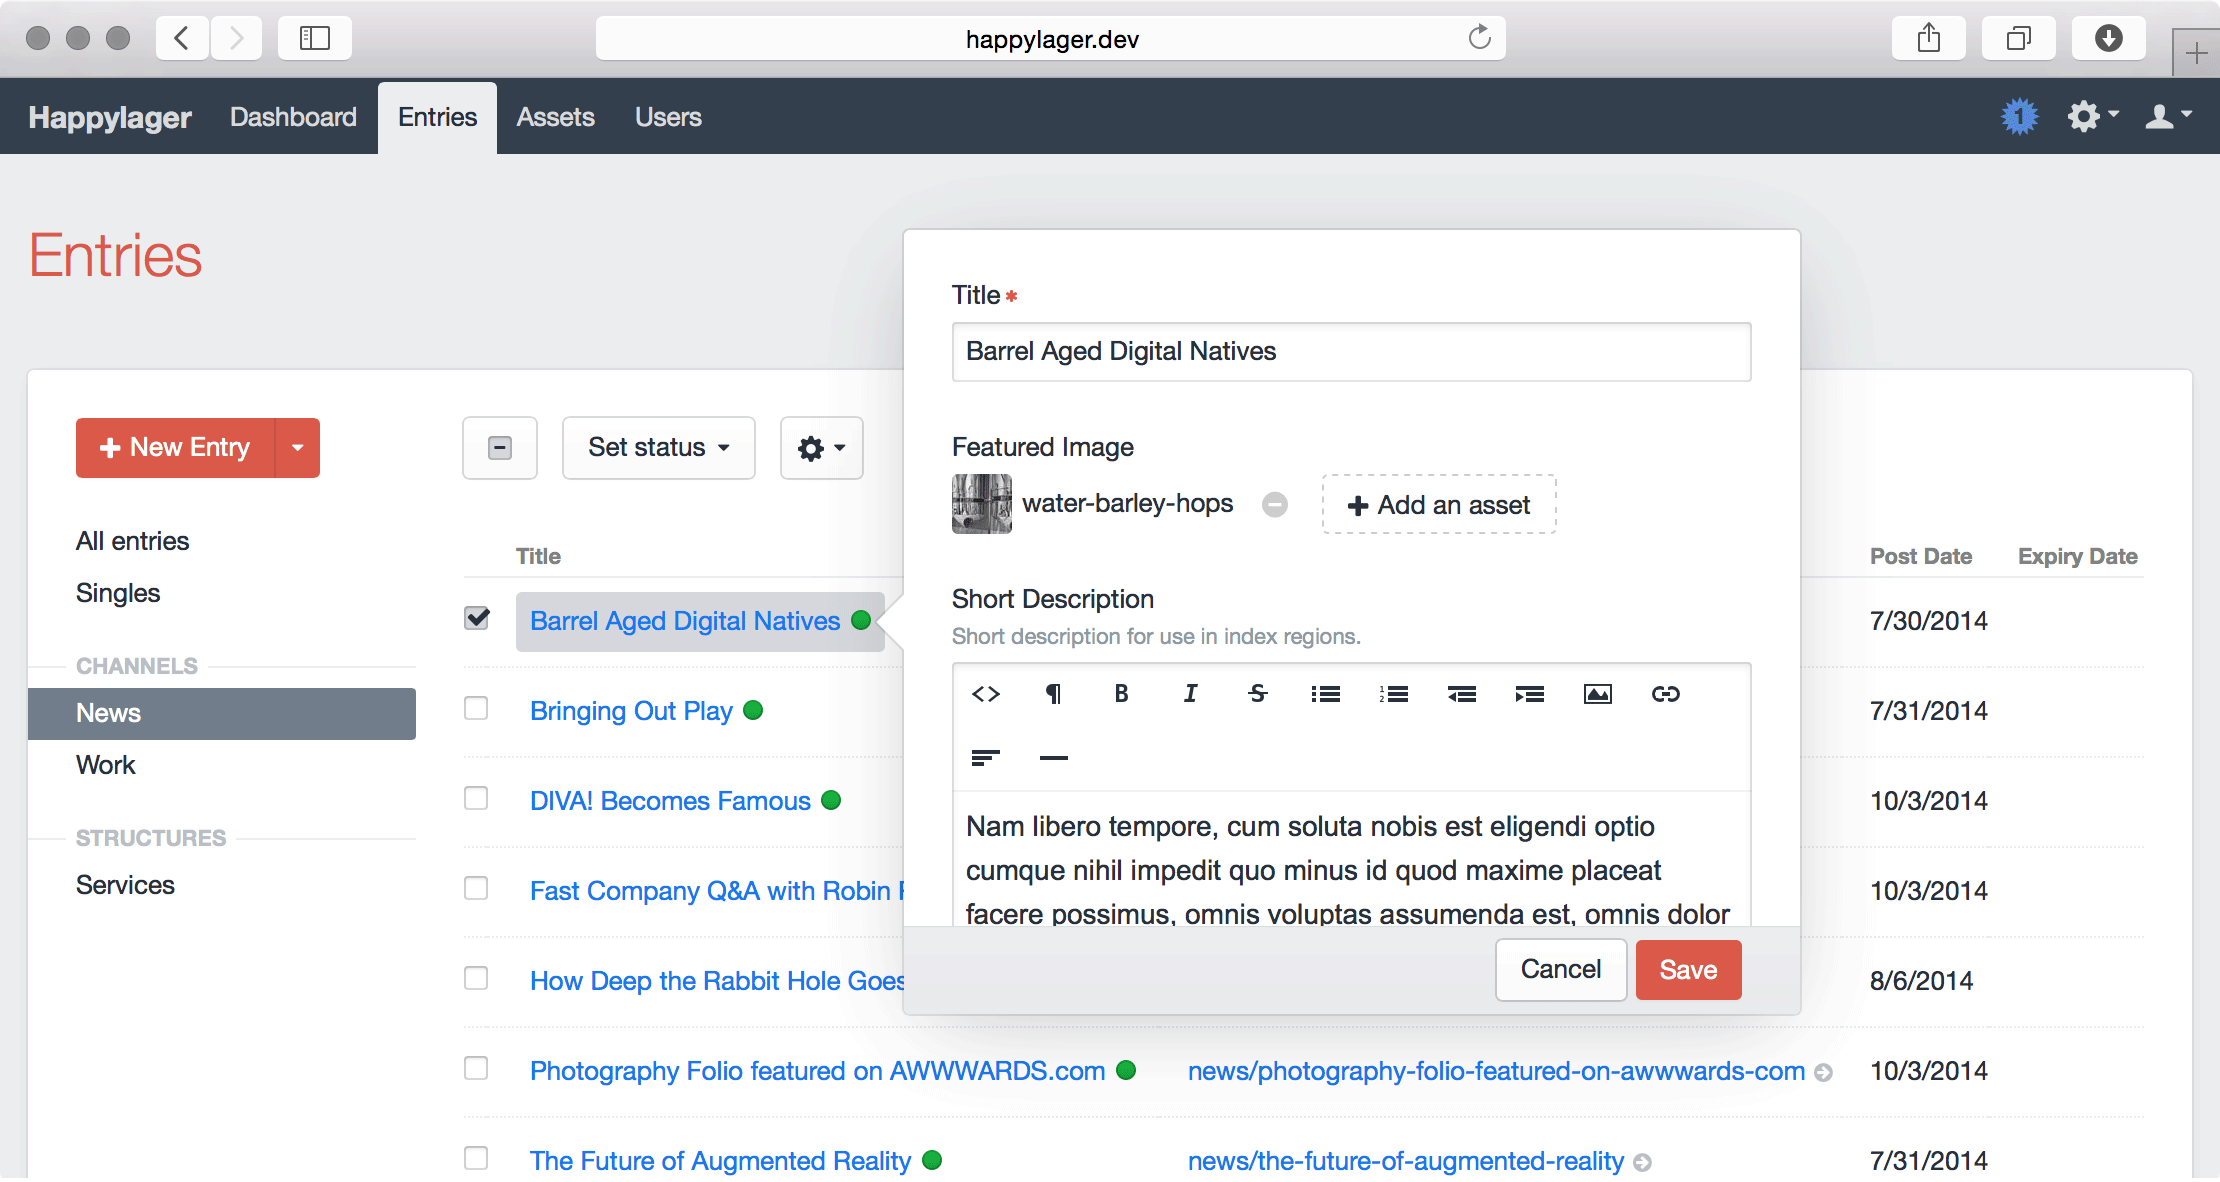 happylager.dev
Happylager Dashboard Entries Assets Users 1
Entries
Title *
Barrel Aged Digital Natives
New Entry
Set status
Featured Image
water-barley-hops
Add an asset
All entries
Singles
CHANNELS
News
Work
STRUCTURES
Services
Title Post Date Expiry Date
Short Description
Short description for use in index regions.
Barrel Aged Digital Natives 7/30/2014
Bringing Out Play 7/31/2014
DIVA! Becomes Famous 10/3/2014
Fast Company Q&A with Robin 10/3/2014
How Deep the Rabbit Hole Goes 8/6/2014
Photography Folio featured on AWWWARDS.com news/photography-folio-featured-on-awwwards-com 10/3/2014
The Future of Augmented Reality news/the-future-of-augmented-reality 7/31/2014
<> ¶ B I S
Nam libero tempore, cum soluta nobis est eligendi optio
cumque nihil impedit quo minus id quod maxime placeat
facere possimus, omnis voluptas assumenda est, omnis dolor
Cancel Save